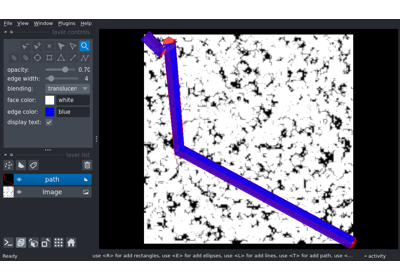 File View Window Plugins Help
layer controls
opacity: 0.70
edge width: 4
blending: translucen
face color: white
edge color: blue
display text:
layer list
path
Image
Ready use <R> for add rectangles, use <E> for add ellipses, use <L> for add lines, use <T> for add path, use <... activity